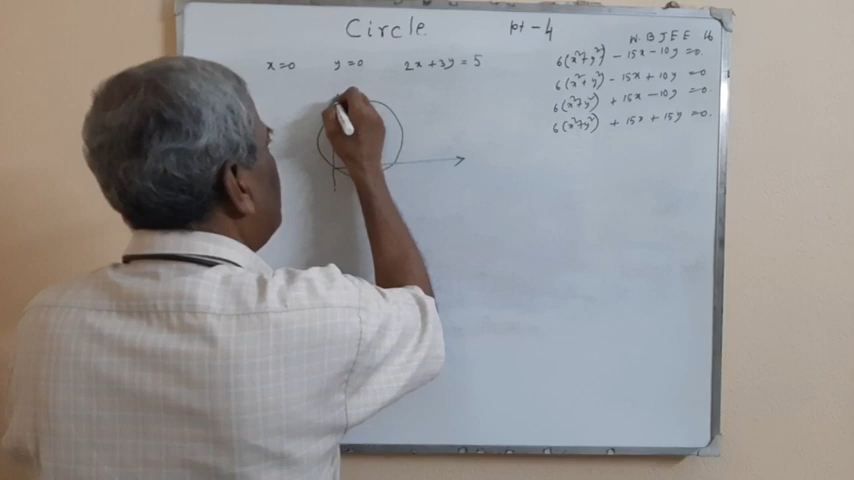 Circle pt-4
W.B JEE 16
x=0 y=0 2x+3y=5
6(x²+y²) - 15x - 10y = 0.
6(x²+y²) - 15x + 10y = 0
6(x²+y²) + 15x - 10y = 0.
6(x²+y²) + 15x + 15y = 0.